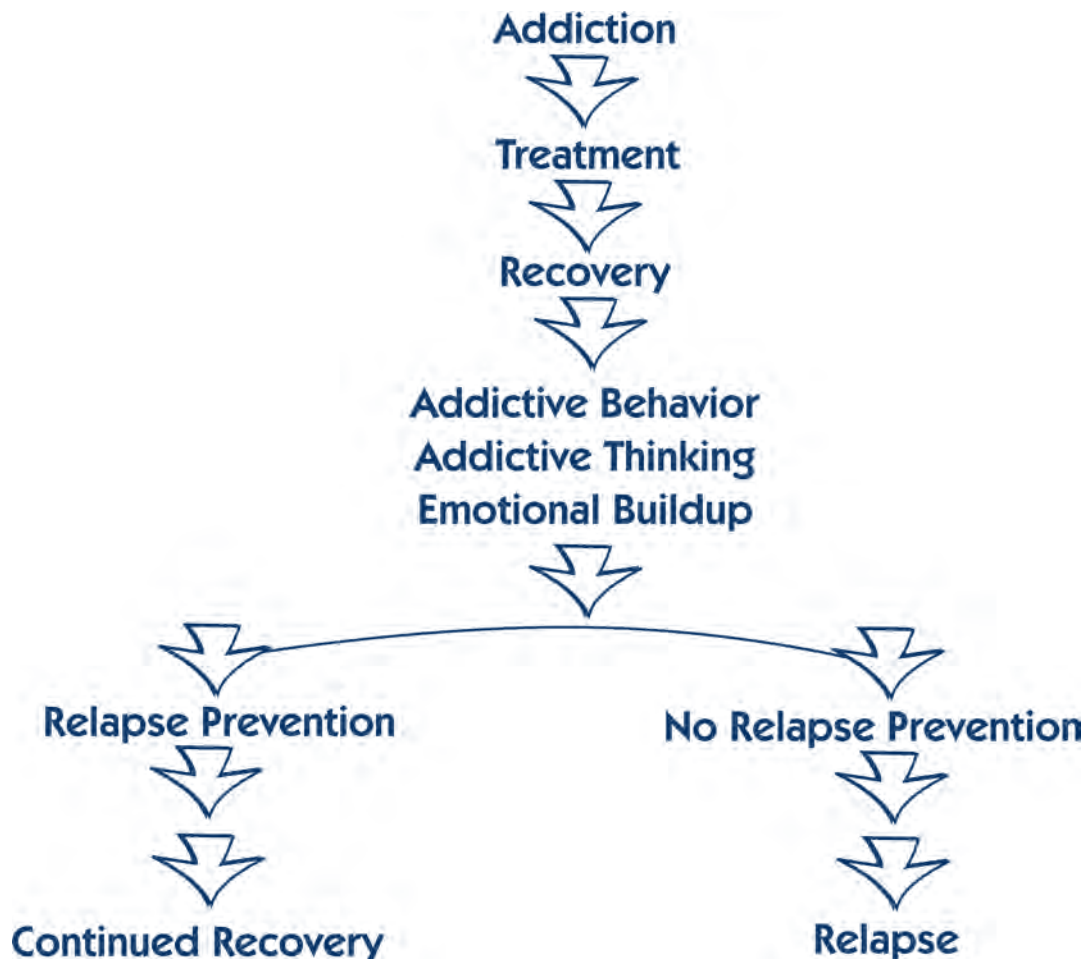 Addiction
Treatment
Recovery
Addictive Behavior
Addictive Thinking
Emotional Buildup
Relapse Prevention
No Relapse Prevention
Continued Recovery
Relapse